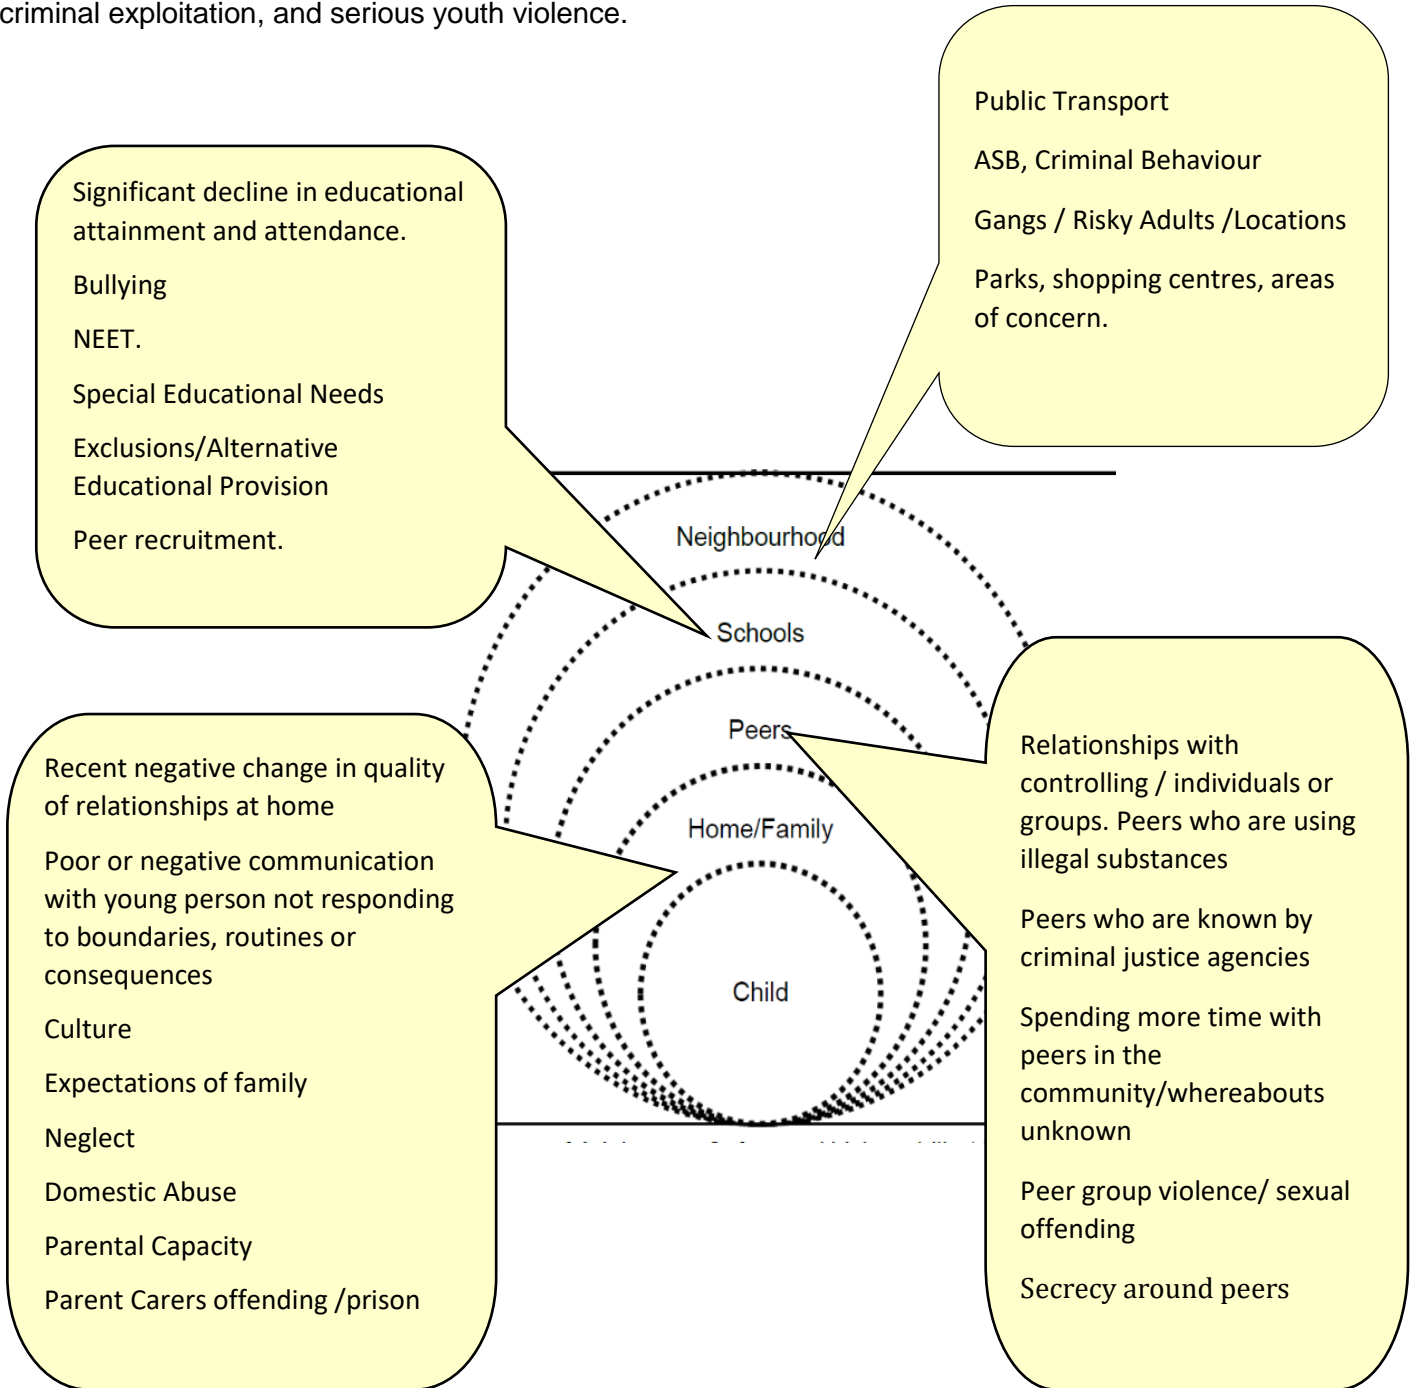 criminal exploitation, and serious youth violence.
Public Transport
ASB, Criminal Behaviour
Gangs / Risky Adults /Locations
Parks, shopping centres, areas
of concern.
Significant decline in educational
attainment and attendance.
Bullying
NEET.
Special Educational Needs
Exclusions/Alternative
Educational Provision
Peer recruitment.
Neighbourhood
Schools
Peers
Home/Family
Child
Recent negative change in quality
of relationships at home
Poor or negative communication
with young person not responding
to boundaries, routines or
consequences
Culture
Expectations of family
Neglect
Domestic Abuse
Parental Capacity
Parent Carers offending /prison
Relationships with
controlling / individuals or
groups. Peers who are using
illegal substances
Peers who are known by
criminal justice agencies
Spending more time with
peers in the
community/whereabouts
unknown
Peer group violence/ sexual
offending
Secrecy around peers